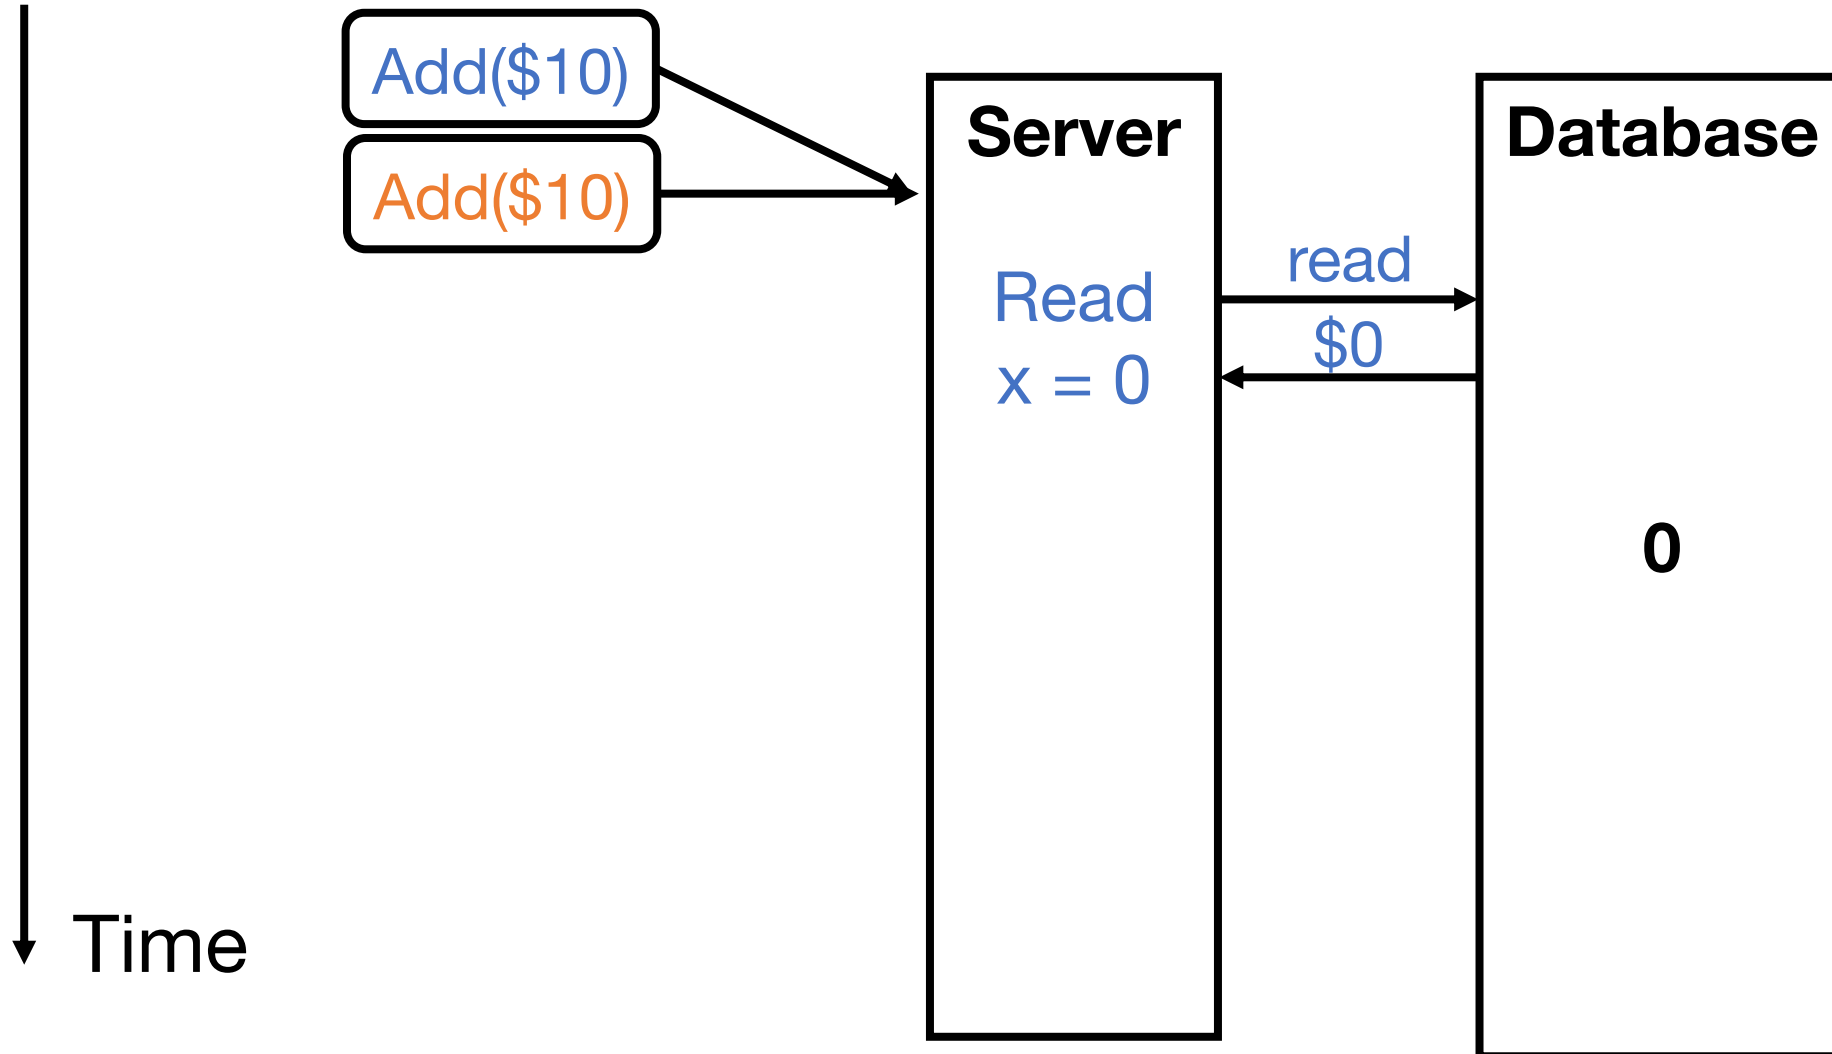 Add($10)
Add($10)
Server
Database
read
Read
$0
x = 0
0
Time